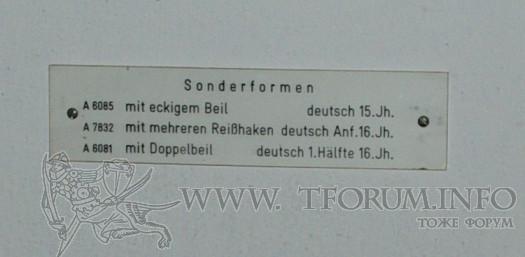 Sonderformen
A 6085 mit eckigem Beil deutsch 15.Jh.
A 7832 mit mehreren Reißhaken deutsch Anf.16.Jh.
A 6081 mit Doppelbeil deutsch 1.Hälfte 16.Jh.
WWW. TFORUM.INFO
ТОЖЕ ФОРУМ